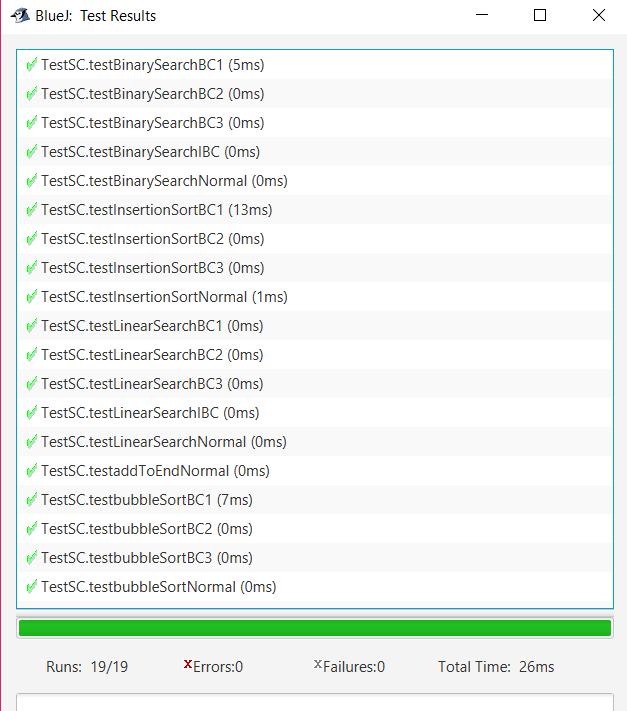 BlueJ: Test Results
TestSC.testBinarySearchBC1 (5ms)
TestSC.testBinarySearchBC2 (0ms)
TestSC.testBinarySearchBC3 (0ms)
TestSC.testBinarySearchIBC (0ms)
TestSC.testBinarySearchNormal (0ms)
TestSC.testInsertionSortBC1 (13ms)
TestSC.testInsertionSortBC2 (0ms)
TestSC.testInsertionSortBC3 (0ms)
TestSC.testInsertionSortNormal (1ms)
TestSC.testLinearSearchBC1 (0ms)
TestSC.testLinearSearchBC2 (0ms)
TestSC.testLinearSearchBC3 (0ms)
TestSC.testLinearSearchIBC (0ms)
TestSC.testLinearSearchNormal (0ms)
TestSC.testaddToEndNormal (0ms)
TestSC.testbubbleSortBC1 (7ms)
TestSC.testbubbleSortBC2 (0ms)
TestSC.testbubbleSortBC3 (0ms)
TestSC.testbubbleSortNormal (0ms)
Runs: 19/19 xErrors:0 xFailures:0 Total Time: 26ms